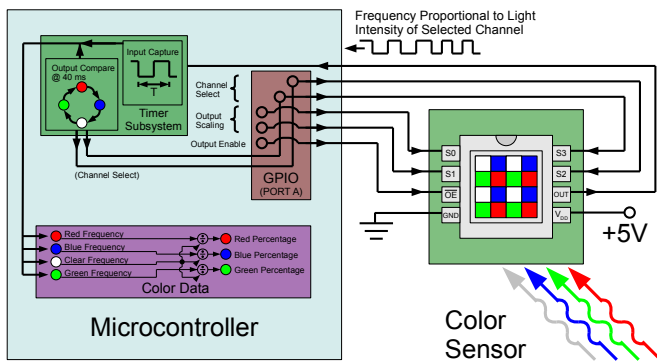 Frequency Proportional to Light
Intensity of Selected Channel
Input Capture
T
Output Compare
@ 40 ms
Timer
Subsystem
(Channel Select)
Channel
Select
Output
Scaling
Output Enable
GPIO
(PORT A)
S0
S1
OE
GND
S3
S2
OUT
VDD
+5V
Red Frequency
Blue Frequency
Clear Frequency
Green Frequency
Red Percentage
Blue Percentage
Green Percentage
Color Data
Microcontroller
Color
Sensor